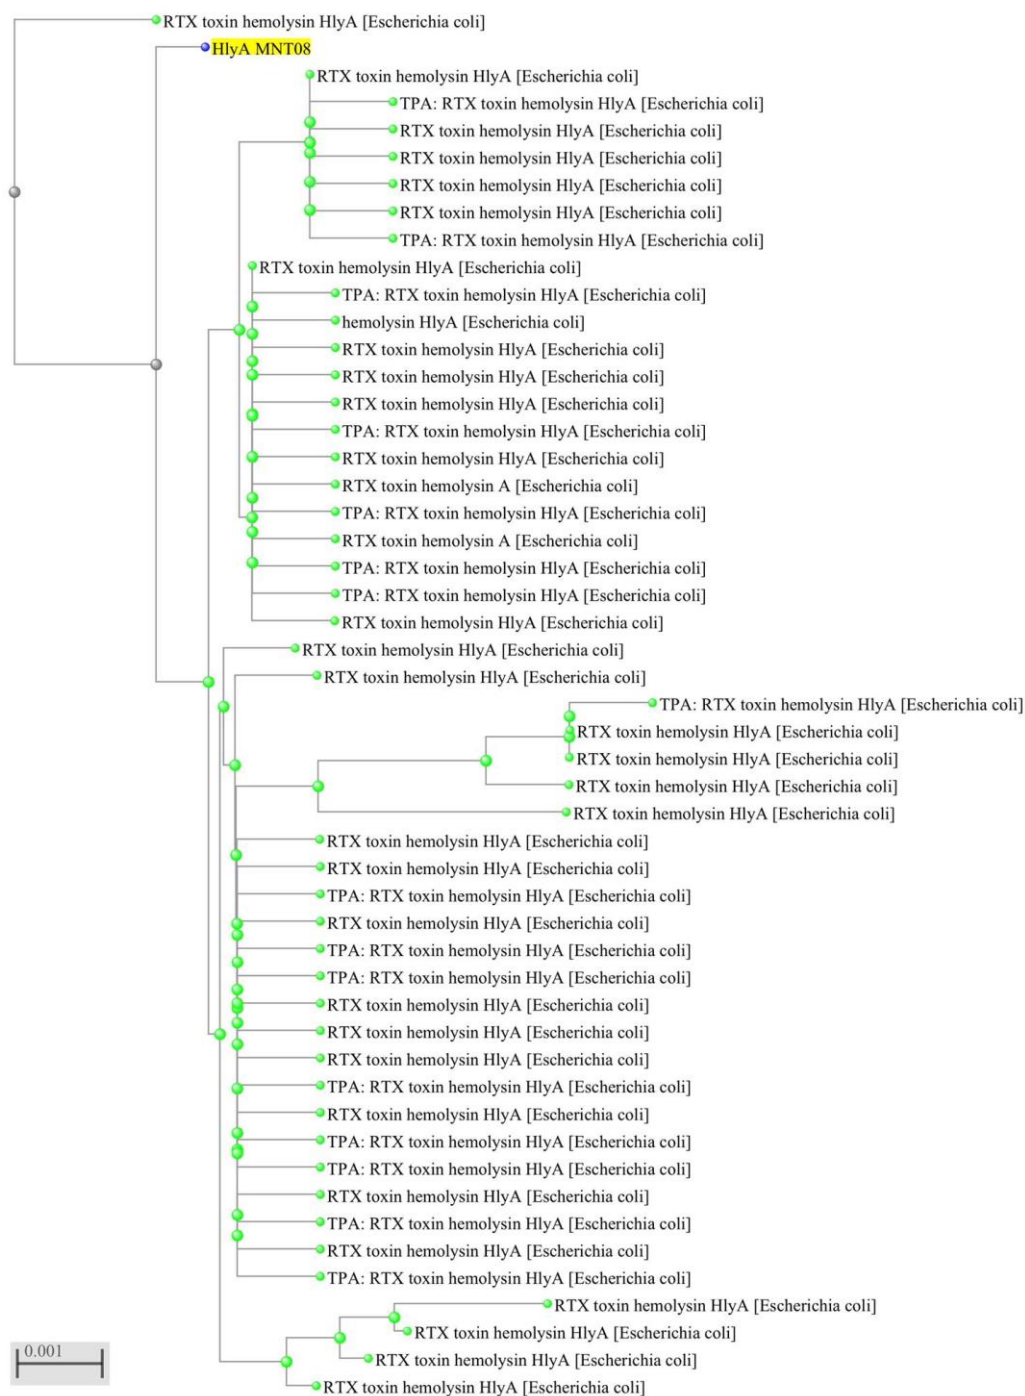 RTX toxin hemolysin HlyA [Escherichia coli]
HlyA MNT08
RTX toxin hemolysin HlyA [Escherichia coli]
TPA: RTX toxin hemolysin HlyA [Escherichia coli]
RTX toxin hemolysin HlyA [Escherichia coli]
RTX toxin hemolysin HlyA [Escherichia coli]
RTX toxin hemolysin HlyA [Escherichia coli]
RTX toxin hemolysin HlyA [Escherichia coli]
TPA: RTX toxin hemolysin HlyA [Escherichia coli]
RTX toxin hemolysin HlyA [Escherichia coli]
TPA: RTX toxin hemolysin HlyA [Escherichia coli]
hemolysin HlyA [Escherichia coli]
RTX toxin hemolysin HlyA [Escherichia coli]
RTX toxin hemolysin HlyA [Escherichia coli]
RTX toxin hemolysin HlyA [Escherichia coli]
TPA: RTX toxin hemolysin HlyA [Escherichia coli]
RTX toxin hemolysin HlyA [Escherichia coli]
RTX toxin hemolysin A [Escherichia coli]
TPA: RTX toxin hemolysin HlyA [Escherichia coli]
RTX toxin hemolysin A [Escherichia coli]
TPA: RTX toxin hemolysin HlyA [Escherichia coli]
TPA: RTX toxin hemolysin HlyA [Escherichia coli]
RTX toxin hemolysin HlyA [Escherichia coli]
RTX toxin hemolysin HlyA [Escherichia coli]
RTX toxin hemolysin HlyA [Escherichia coli]
TPA: RTX toxin hemolysin HlyA [Escherichia coli]
RTX toxin hemolysin HlyA [Escherichia coli]
RTX toxin hemolysin HlyA [Escherichia coli]
RTX toxin hemolysin HlyA [Escherichia coli]
RTX toxin hemolysin HlyA [Escherichia coli]
RTX toxin hemolysin HlyA [Escherichia coli]
RTX toxin hemolysin HlyA [Escherichia coli]
TPA: RTX toxin hemolysin HlyA [Escherichia coli]
RTX toxin hemolysin HlyA [Escherichia coli]
TPA: RTX toxin hemolysin HlyA [Escherichia coli]
TPA: RTX toxin hemolysin HlyA [Escherichia coli]
RTX toxin hemolysin HlyA [Escherichia coli]
RTX toxin hemolysin HlyA [Escherichia coli]
RTX toxin hemolysin HlyA [Escherichia coli]
TPA: RTX toxin hemolysin HlyA [Escherichia coli]
RTX toxin hemolysin HlyA [Escherichia coli]
TPA: RTX toxin hemolysin HlyA [Escherichia coli]
TPA: RTX toxin hemolysin HlyA [Escherichia coli]
RTX toxin hemolysin HlyA [Escherichia coli]
TPA: RTX toxin hemolysin HlyA [Escherichia coli]
RTX toxin hemolysin HlyA [Escherichia coli]
TPA: RTX toxin hemolysin HlyA [Escherichia coli]
RTX toxin hemolysin HlyA [Escherichia coli]
RTX toxin hemolysin HlyA [Escherichia coli]
RTX toxin hemolysin HlyA [Escherichia coli]
RTX toxin hemolysin HlyA [Escherichia coli]
0.001